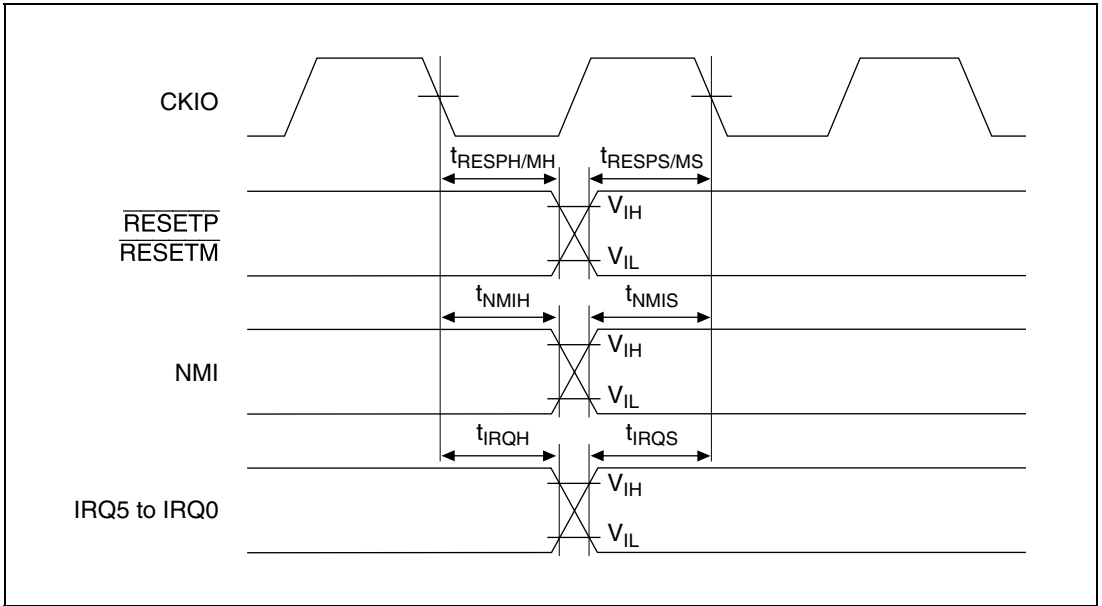 CKIO
tRESPH/MH tRESPS/MS
RESETP
RESETM
VIH
VIL
tNMIH tNMIS
NMI
VIH
VIL
tIRQH tIRQS
IRQ5 to IRQ0
VIH
VIL